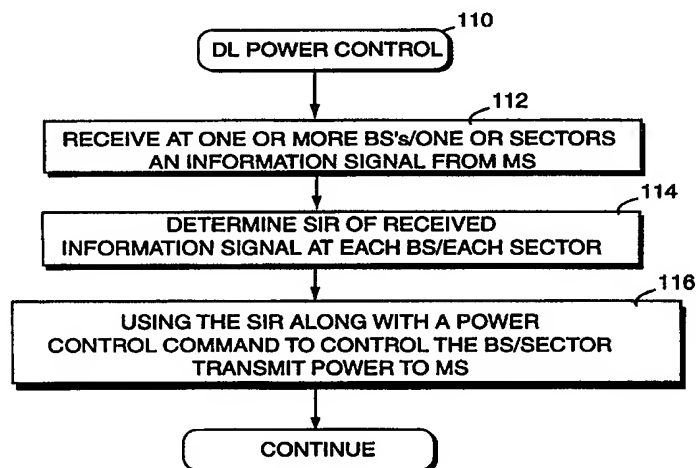 110
DL POWER CONTROL
112
RECEIVE AT ONE OR MORE BS's/ONE OR SECTORS
AN INFORMATION SIGNAL FROM MS
114
DETERMINE SIR OF RECEIVED
INFORMATION SIGNAL AT EACH BS/EACH SECTOR
116
USING THE SIR ALONG WITH A POWER
CONTROL COMMAND TO CONTROL THE BS/SECTOR
TRANSMIT POWER TO MS
CONTINUE